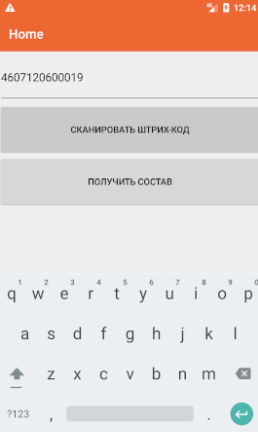 12:14
Home
4607120600019
СКАНИРОВАТЬ ШТРИХ-КОД
ПОЛУЧИТЬ СОСТАВ
1 2 3 4 5 6 7 8 9 0
q w e r t y u i o p
a s d f g h j k l
z x c v b n m
?123 , .